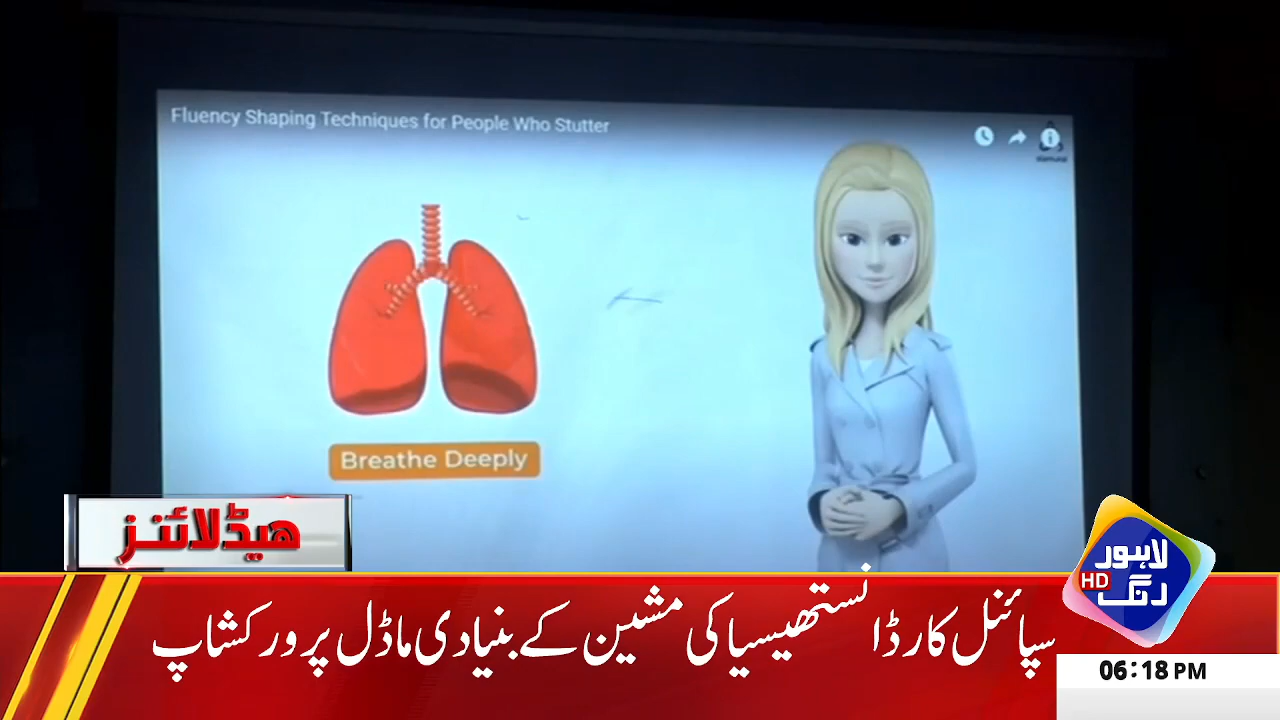 Fluency Shaping Techniques for People Who Stutter
Breathe Deeply
ہیڈلائنز
لاہور
رنگ
HD
سپائنل کارڈ انستھیسیا کی مشین کے بنیادی ماڈل پر ورکشاپ
06:18 PM